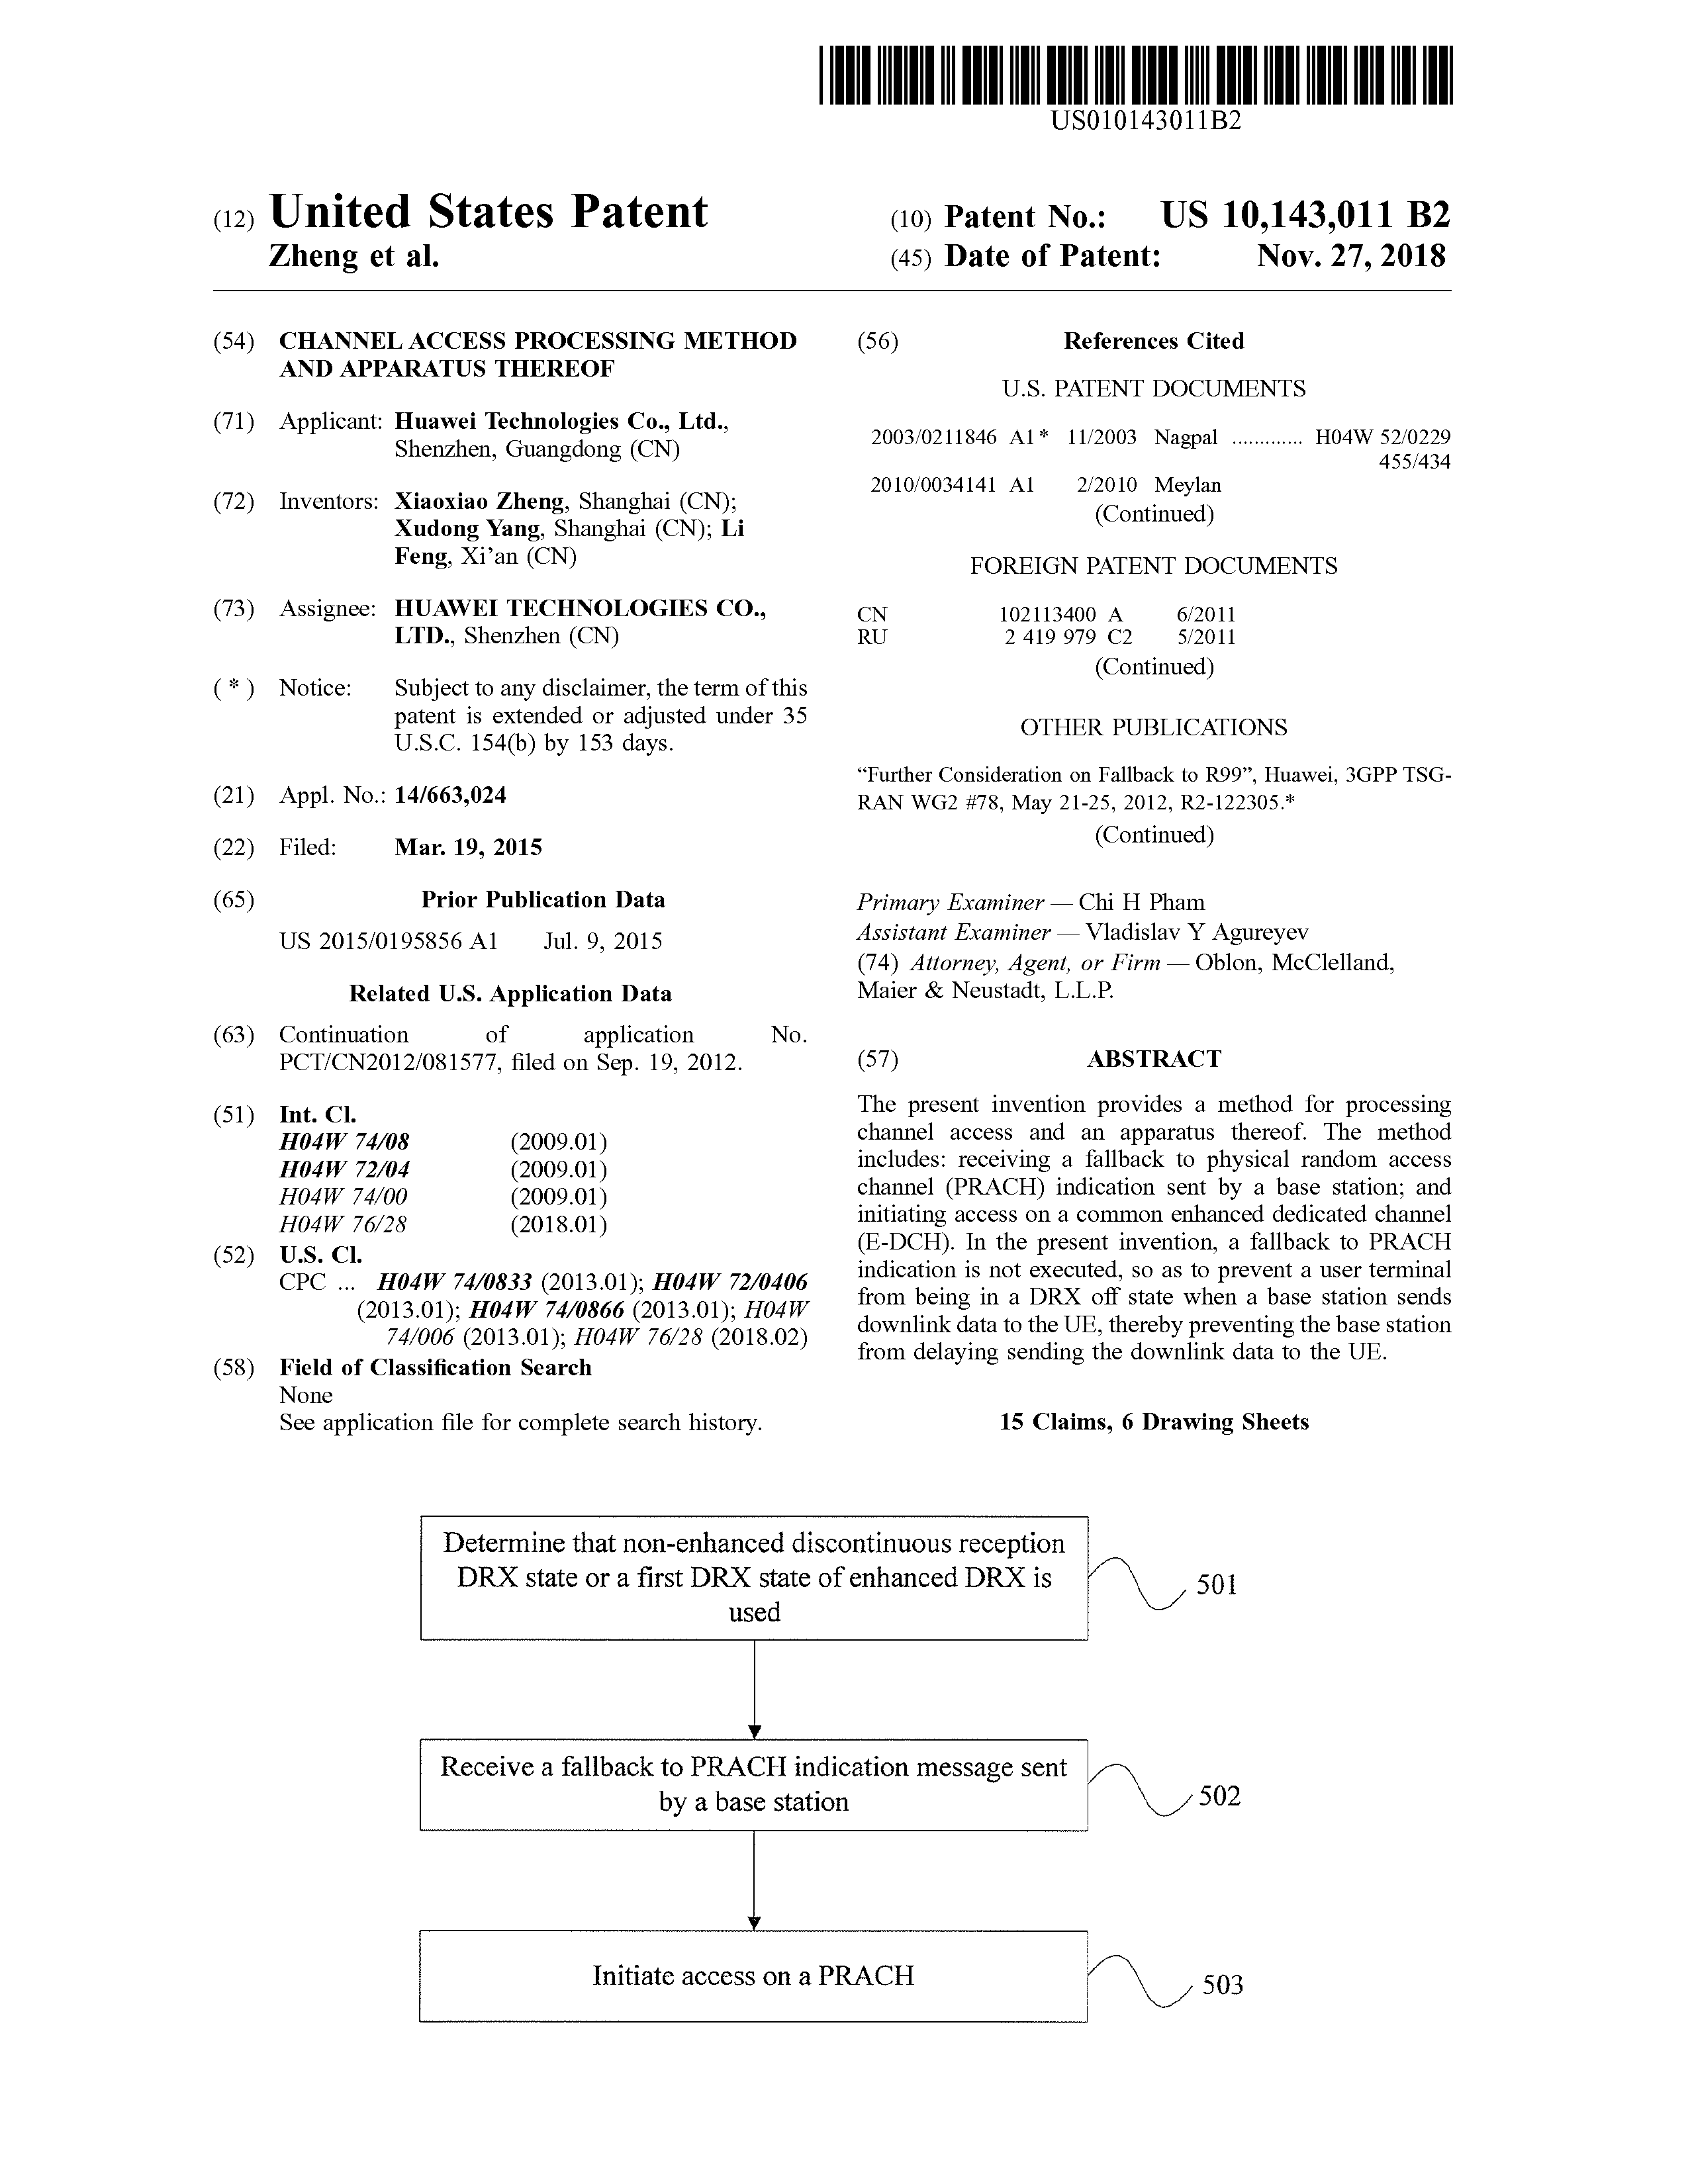 US010143011B2
(12) United States Patent
Zheng et al.
(10) Patent No.: US 10,143,011 B2
(45) Date of Patent: Nov. 27, 2018
(54) CHANNEL ACCESS PROCESSING METHOD
AND APPARATUS THEREOF
(71) Applicant: Huawei Technologies Co., Ltd.,
Shenzhen, Guangdong (CN)
(72) Inventors: Xiaoxiao Zheng, Shanghai (CN);
Xudong Yang, Shanghai (CN); Li
Feng, Xi’an (CN)
(73) Assignee: HUAWEI TECHNOLOGIES CO.,
LTD., Shenzhen (CN)
( * ) Notice: Subject to any disclaimer, the term of this
patent is extended or adjusted under 35
U.S.C. 154(b) by 153 days.
(21) Appl. No.: 14/663,024
(22) Filed: Mar. 19, 2015
(65) Prior Publication Data
US 2015/0195856 A1 Jul. 9, 2015
Related U.S. Application Data
(63) Continuation of application No.
PCT/CN2012/081577, filed on Sep. 19, 2012.
(51) Int. Cl.
H04W 74/08 (2009.01)
H04W 72/04 (2009.01)
H04W 74/00 (2009.01)
H04W 76/28 (2018.01)
(52) U.S. Cl.
CPC ... H04W 74/0833 (2013.01); H04W 72/0406
(2013.01); H04W 74/0866 (2013.01); H04W
74/006 (2013.01); H04W 76/28 (2018.02)
(58) Field of Classification Search
None
See application file for complete search history.
(56) References Cited
U.S. PATENT DOCUMENTS
2003/0211846 A1* 11/2003 Nagpal ............. H04W 52/0229
455/434
2010/0034141 A1 2/2010 Meylan
(Continued)
FOREIGN PATENT DOCUMENTS
CN 102113400 A 6/2011
RU 2 419 979 C2 5/2011
(Continued)
OTHER PUBLICATIONS
“Further Consideration on Fallback to R99”, Huawei, 3GPP TSG-
RAN WG2 #78, May 21-25, 2012, R2-122305.*
(Continued)
Primary Examiner — Chi H Pham
Assistant Examiner — Vladislav Y Agureyev
(74) Attorney, Agent, or Firm — Oblon, McClelland,
Maier & Neustadt, L.L.P.
(57) ABSTRACT
The present invention provides a method for processing
channel access and an apparatus thereof. The method
includes: receiving a fallback to physical random access
channel (PRACH) indication sent by a base station; and
initiating access on a common enhanced dedicated channel
(E-DCH). In the present invention, a fallback to PRACH
indication is not executed, so as to prevent a user terminal
from being in a DRX off state when a base station sends
downlink data to the UE, thereby preventing the base station
from delaying sending the downlink data to the UE.
15 Claims, 6 Drawing Sheets
Determine that non-enhanced discontinuous reception
DRX state or a first DRX state of enhanced DRX is
used
501
Receive a fallback to PRACH indication message sent
by a base station
502
Initiate access on a PRACH
503